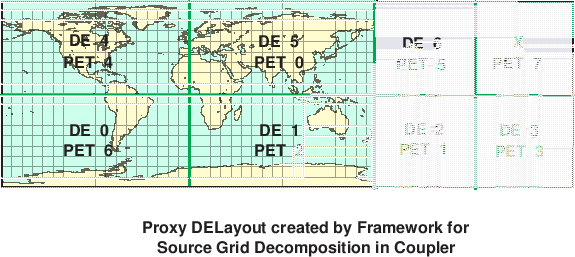 DE 4 DE 5 DE 6 X
PET 4 PET 0 PET 5 PET 7
DE 0 DE 1 DE 2 DE 3
PET 6 PET 2 PET 1 PET 3
Proxy DELayout created by Framework for
Source Grid Decomposition in Coupler